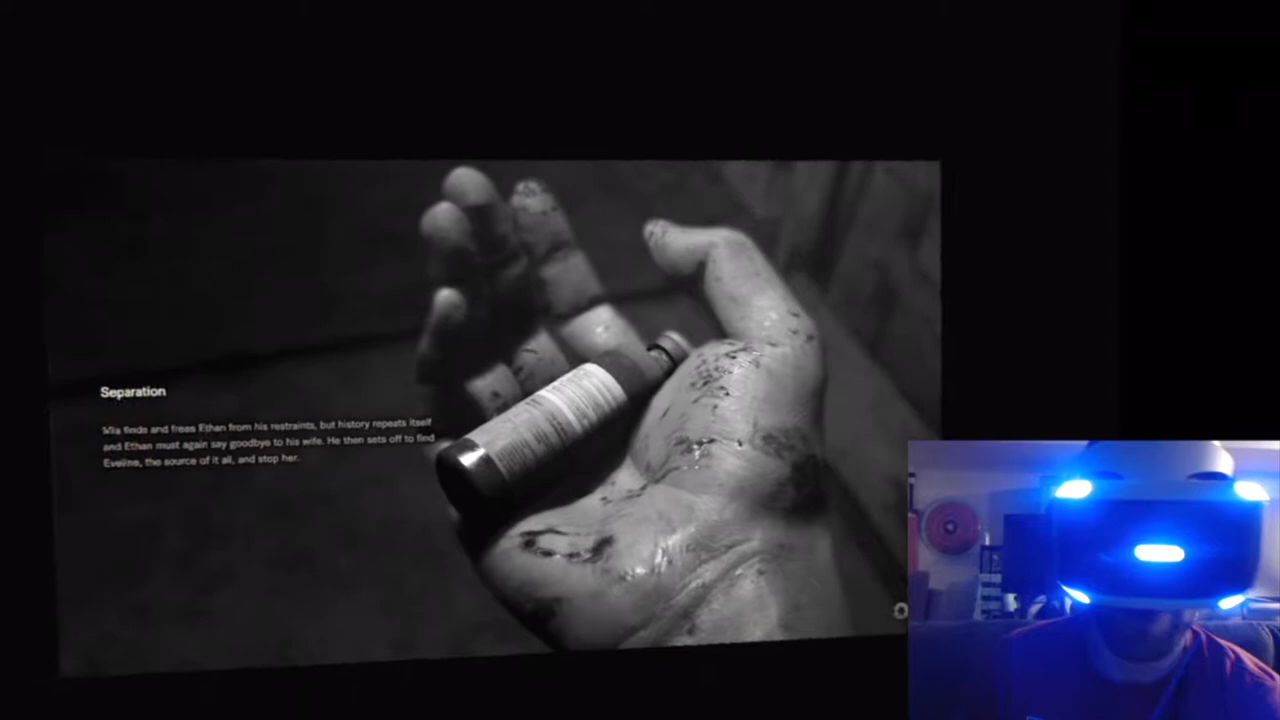 Separation
Mia finds and frees Ethan from his restraints, but history repeats itself
and Ethan must again say goodbye to his wife. He then sets off to find
Eveline, the source of it all, and stop her.